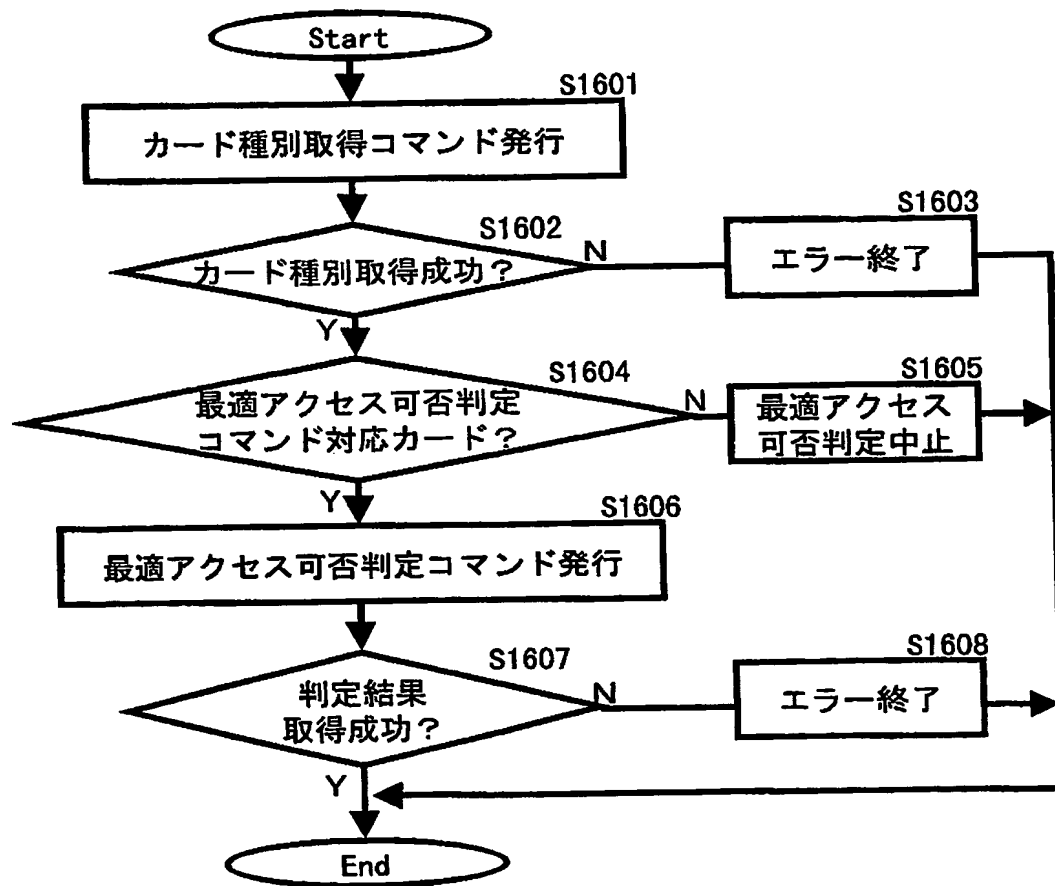 Start
S1601
カード種別取得コマンド発行
S1602
カード種別取得成功？
N
S1603
エラー終了
Y
S1604
最適アクセス可否判定
コマンド対応カード？
N
S1605
最適アクセス
可否判定中止
Y
S1606
最適アクセス可否判定コマンド発行
S1607
判定結果
取得成功？
N
S1608
エラー終了
Y
End